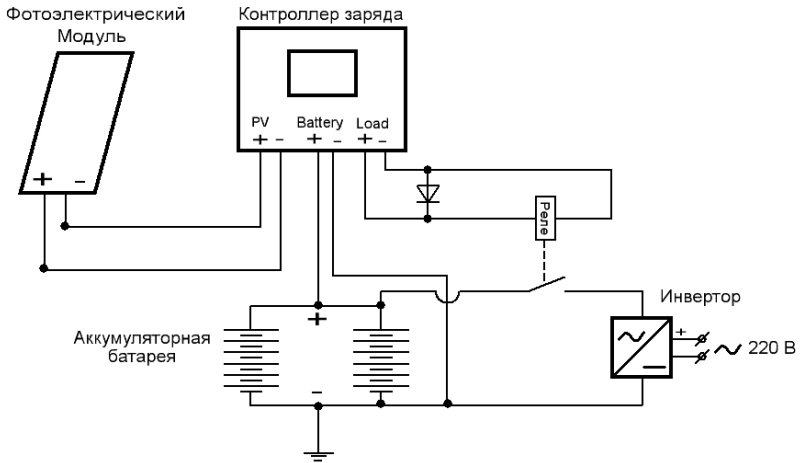 Фотоэлектрический
Модуль
Контроллер заряда
PV Battery Load
+ − + − + −
+ −
Реле
Инвертор
Аккумуляторная
батарея
+
−
+
220 В